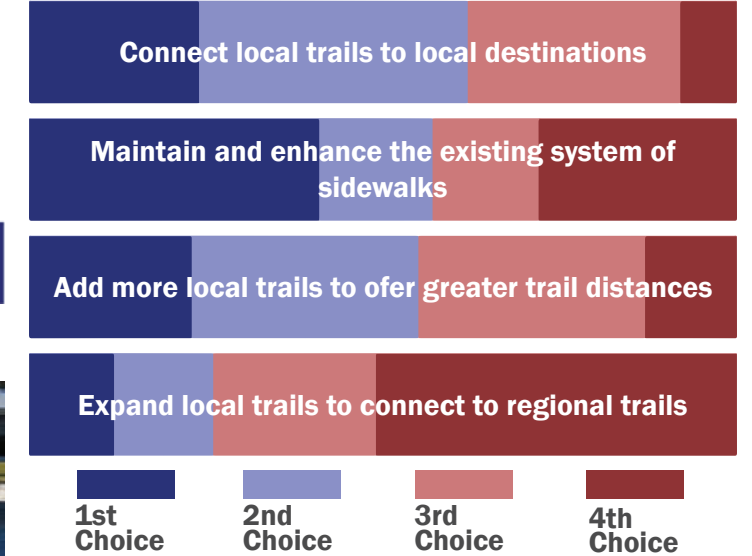 Connect local trails to local destinations
Maintain and enhance the existing system of
sidewalks
Add more local trails to ofer greater trail distances
Expand local trails to connect to regional trails
1st
Choice
2nd
Choice
3rd
Choice
4th
Choice